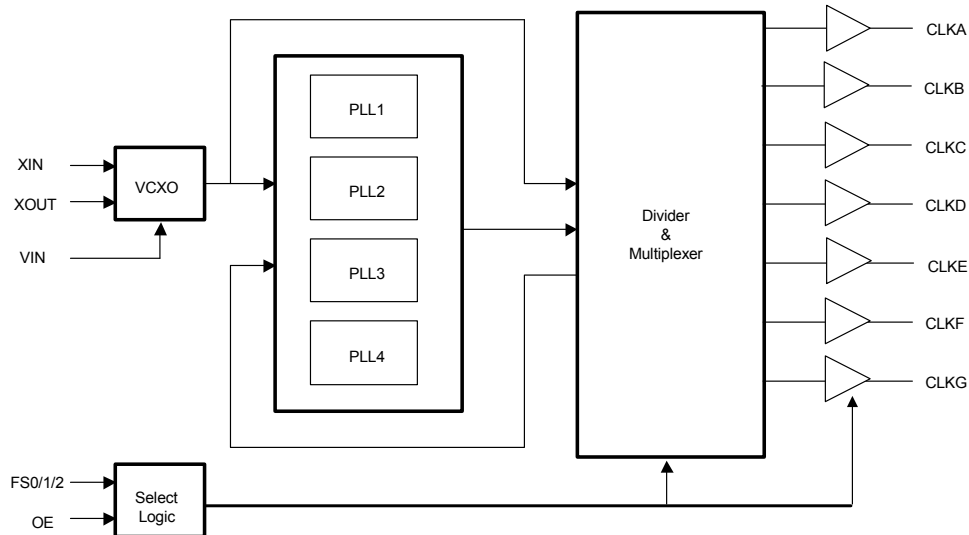 XIN
XOUT
VIN
VCXO
PLL1
PLL2
PLL3
PLL4
Divider
&
Multiplexer
CLKA
CLKB
CLKC
CLKD
CLKE
CLKF
CLKG
FS0/1/2
OE
Select
Logic